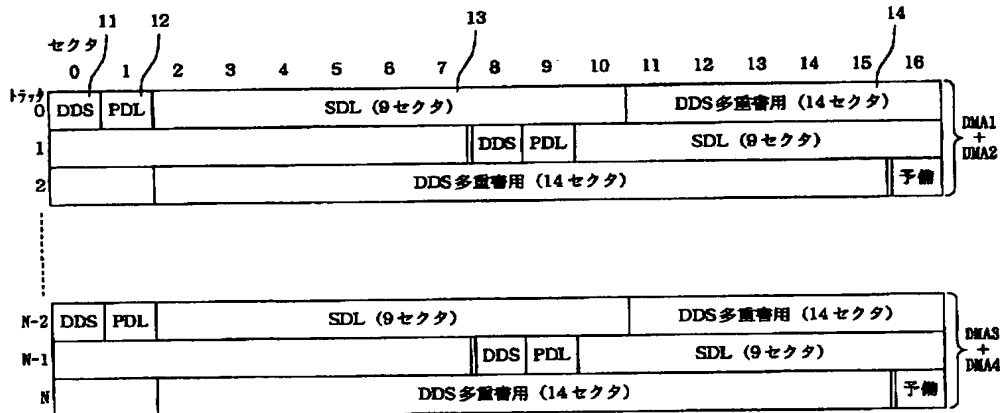 11 12 13 14
セクタ
0 1 2 3 4 5 6 7 8 9 10 11 12 13 14 15 16
トラック
0 DDS PDL SDL (9セクタ) DDS多重書用 (14セクタ)
1 DDS PDL SDL (9セクタ)
2 DDS多重書用 (14セクタ) 予備
DMA1
+
DMA2
N-2 DDS PDL SDL (9セクタ) DDS多重書用 (14セクタ)
N-1 DDS PDL SDL (9セクタ)
N DDS多重書用 (14セクタ) 予備
DMA3
+
DMA4